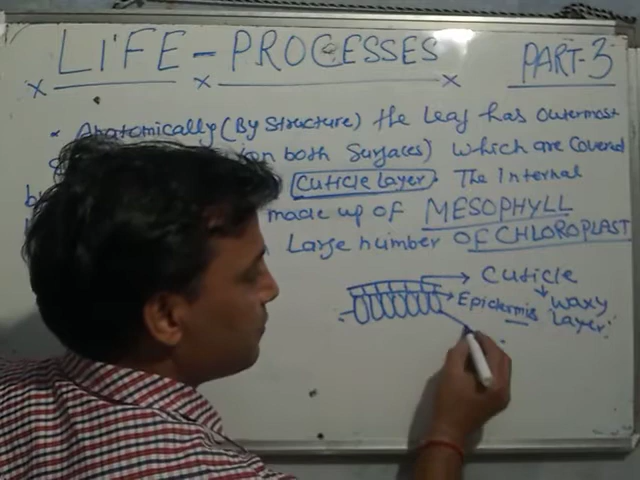 LIFE - PROCESSES
PART-3
* Anatomically (By Structure) the Leaf has outermost
on both Surfaces) which are covered
Cuticle Layer. The Internal
made up of MESOPHYLL
Large number OF CHLOROPLAST
Cuticle
Epidermis
waxy
Layer